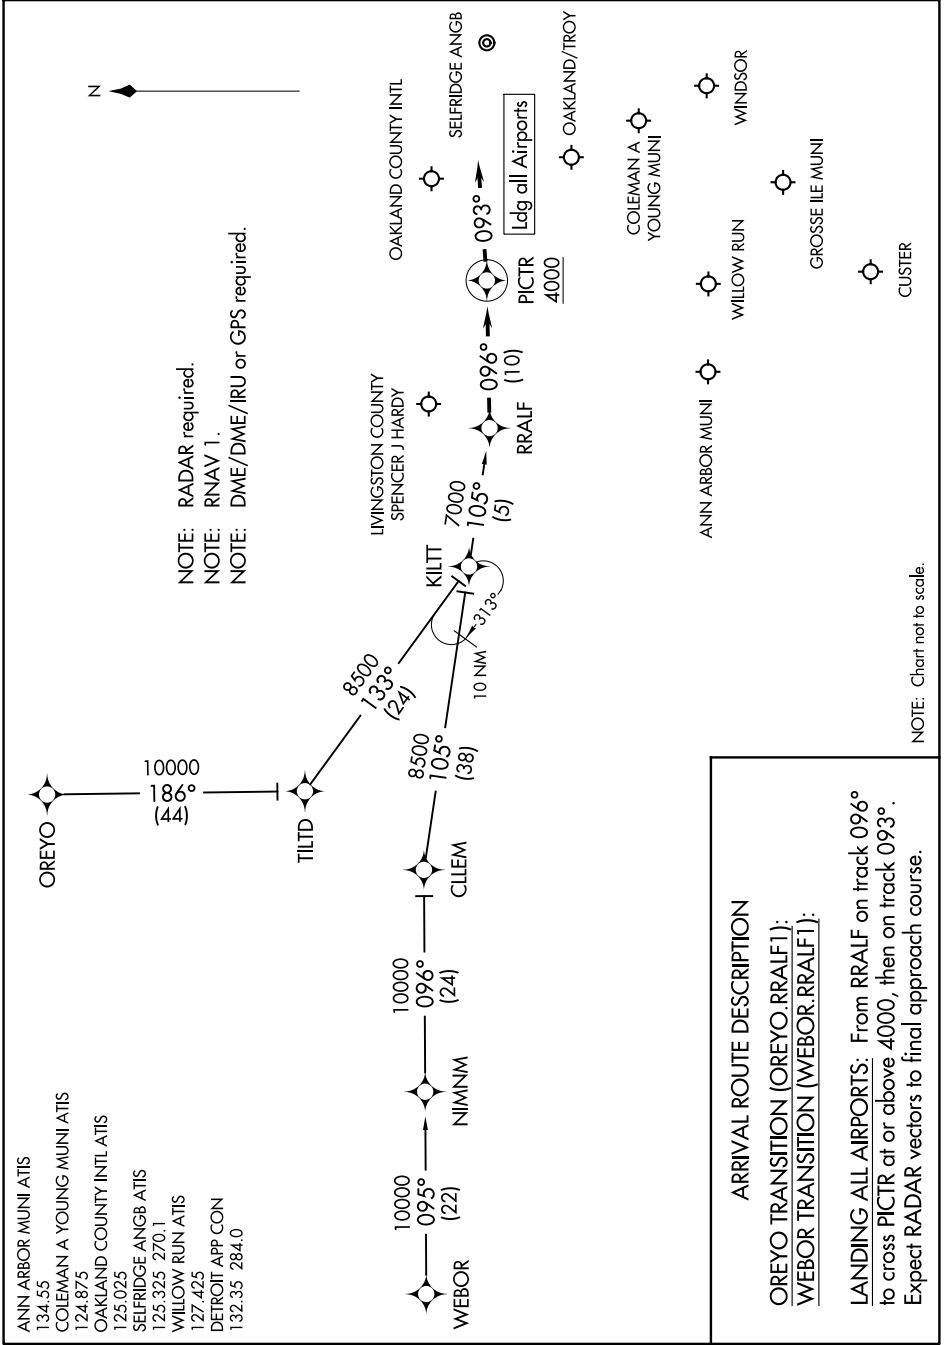 ANN ARBOR MUNI ATIS
134.55
COLEMAN A YOUNG MUNI ATIS
124.875
OAKLAND COUNTY INTL ATIS
125.025
SELFRIDGE ANGB ATIS
125.325 270.1
WILLOW RUN ATIS
127.425
DETROIT APP CON
132.35 284.0
N
NOTE: RADAR required.
NOTE: RNAV 1.
NOTE: DME/DME/IRU or GPS required.
OREYO
10000
186°
(44)
TILTD
8500
133°
(24)
WEBOR
10000
095°
(22)
NIMNM
10000
096°
(24)
CLLEM
8500
105°
(38)
10 NM
313°
KILTT
7000
105°
(5)
RRALF
096°
(10)
PICTR
4000
093°
Ldg all Airports
LIVINGSTON COUNTY
SPENCER J HARDY
OAKLAND COUNTY INTL
SELFRIDGE ANGB
OAKLAND/TROY
COLEMAN A
YOUNG MUNI
WINDSOR
ANN ARBOR MUNI
WILLOW RUN
GROSSE ILE MUNI
CUSTER
NOTE: Chart not to scale.
ARRIVAL ROUTE DESCRIPTION
OREYO TRANSITION (OREYO.RRALF1):
WEBOR TRANSITION (WEBOR.RRALF1):
LANDING ALL AIRPORTS: From RRALF on track 096°
to cross PICTR at or above 4000, then on track 093°.
Expect RADAR vectors to final approach course.